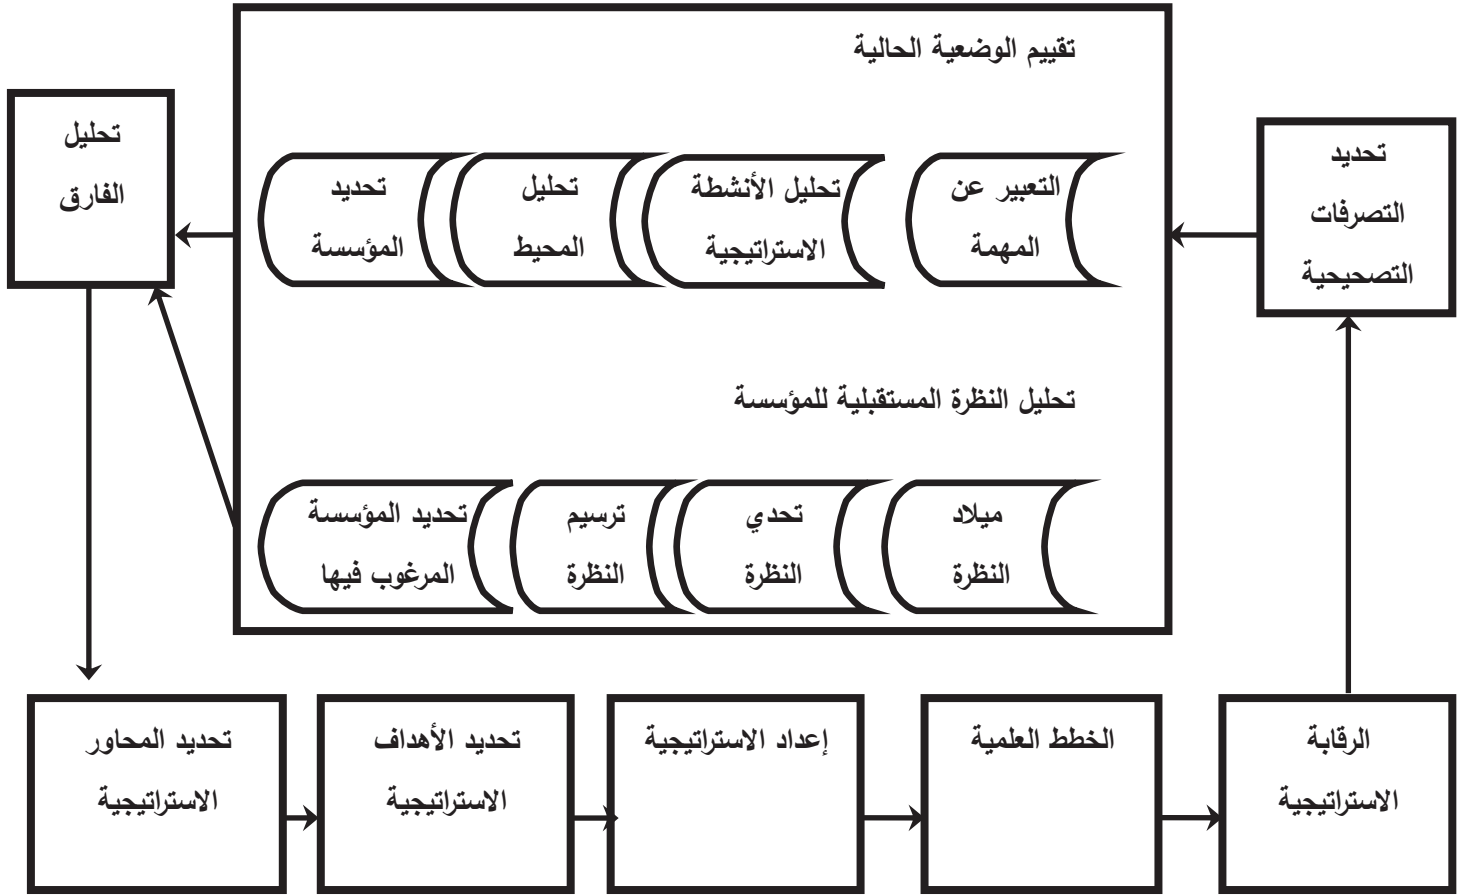 تقييم الوضعية الحالية
تحديد
التصرفات
التصحيحية
التعبير عن
المهمة
تحليل الأنشطة
الاستراتيجية
تحليل
المحيط
تحديد
المؤسسة
تحليل
الفارق
تحليل النظرة المستقبلية للمؤسسة
ميلاد
النظرة
تحدي
النظرة
ترسيم
النظرة
تحديد المؤسسة
المرغوب فيها
تحديد المحاور
الاستراتيجية
تحديد الأهداف
الاستراتيجية
إعداد الاستراتيجية
الخطط العلمية
الرقابة
الاستراتيجية